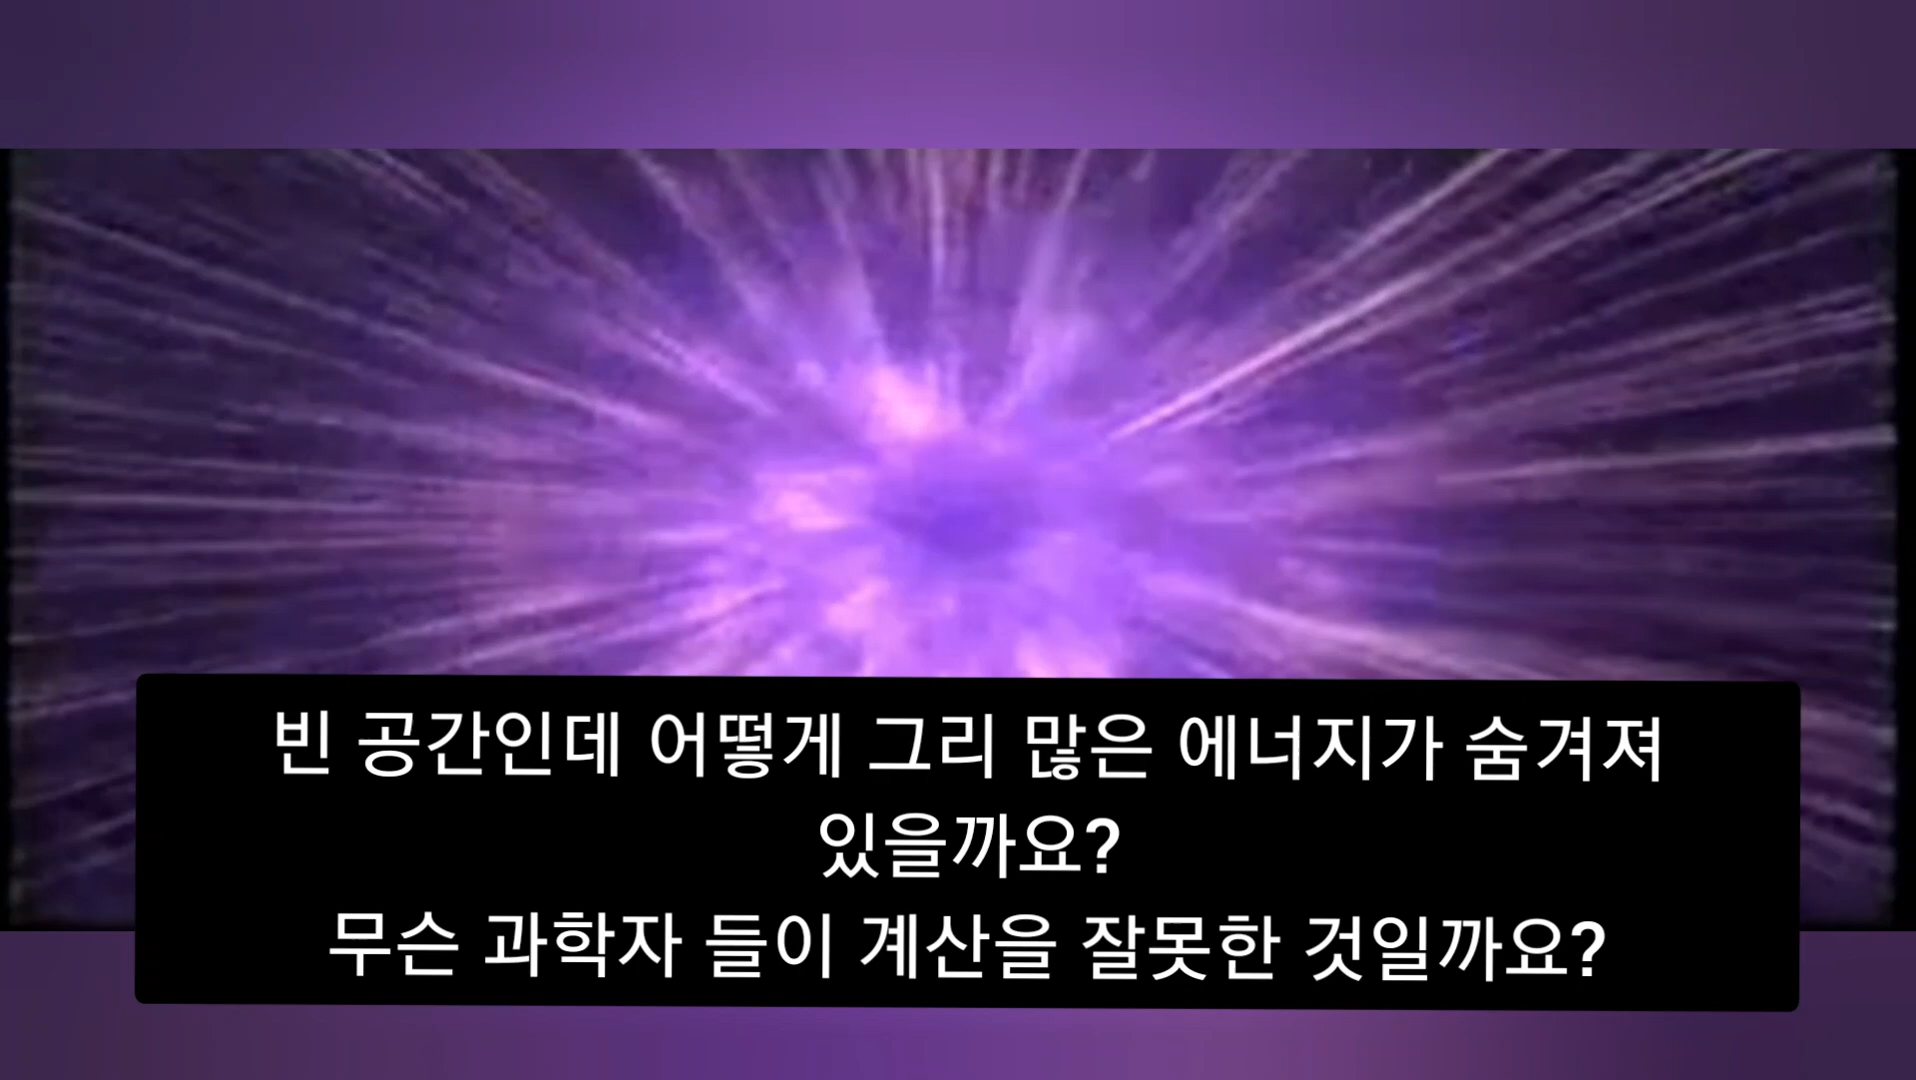 빈 공간인데 어떻게 그리 많은 에너지가 숨겨져
있을까요?
무슨 과학자 들이 계산을 잘못한 것일까요?